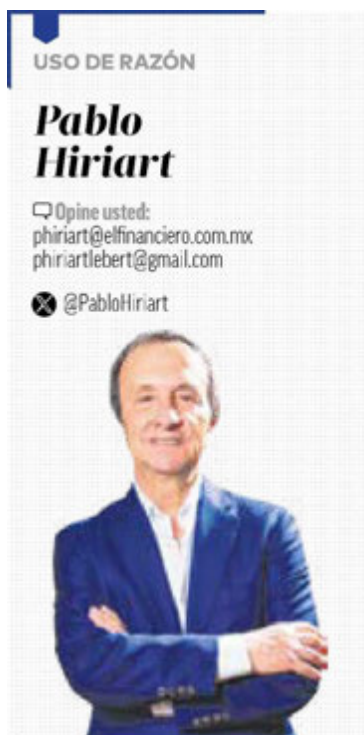 USO DE RAZÓN
Pablo
Hiriart
Opine usted:
phiriart@elfinanciero.com.mx
phiriartlebert@gmail.com
@PabloHiriart